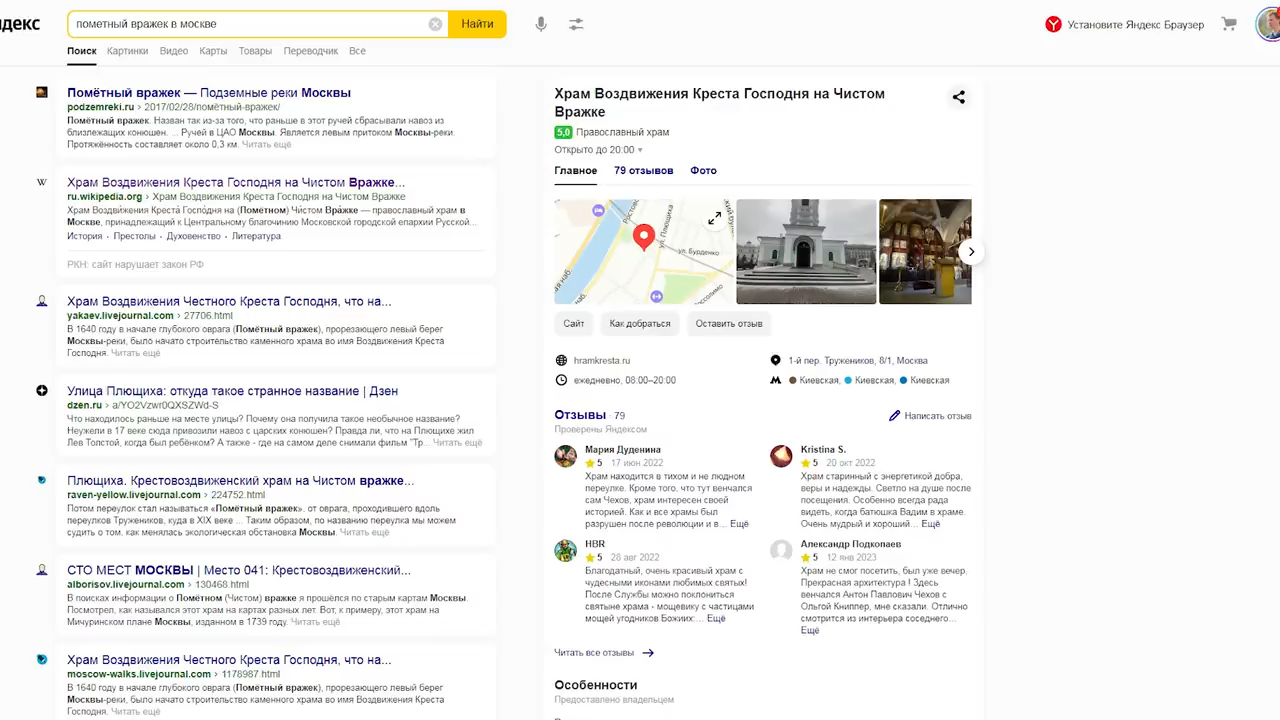 декс
пометный вражек в москве
Найти
Установите Яндекс Браузер
Поиск Картинки Видео Карты Товары Переводчик Все
Помётный вражек — Подземные реки Москвы
podzemreki.ru › 2017/02/28/помётный-вражек/
Помётный вражек. Назван так из-за того, что раньше в этот ручей сбрасывали навоз из
близлежащих конюшен. ... Ручей в ЦАО Москвы. Является левым притоком Москвы-реки.
Протяжённость составляет около 0,3 км. Читать ещё
W
Храм Воздвижения Креста Господня на Чистом Вражке...
ru.wikipedia.org › Храм Воздвижения Креста Господня на Чистом Вражке
Храм Воздви́жения Креста́ Госпо́дня на (Помётном) Чи́стом Вра́жке — православный храм в
Москве, принадлежащий к Центральному благочинию Московской городской епархии Русской...
История · Престолы · Духовенство · Литература
РКН: сайт нарушает закон РФ
Храм Воздвижения Честного Креста Господня, что на...
yakaev.livejournal.com › 27706.html
В 1640 году в начале глубокого оврага (Помётный вражек), прорезающего левый берег
Москвы-реки, было начато строительство каменного храма во имя Воздвижения Креста
Господня. Читать ещё
Улица Плющиха: откуда такое странное название | Дзен
dzen.ru › a/YO2Vzwr0QXSZWd-S
Что находилось раньше на месте улицы? Почему она получила такое необычное название?
Неужели в 17 веке сюда привозили навоз с царских конюшен? Правда ли, что на Плющихе жил
Лев Толстой, когда был ребёнком? А также - где на самом деле снимали фильм "Тр... Читать ещё
Плющиха. Крестовоздвиженский храм на Чистом вражке...
raven-yellow.livejournal.com › 224752.html
Потом переулок стал называться «Помётный вражек». от оврага, проходившего вдоль
переулков Тружеников, куда в XIX веке ... Таким образом, по названию переулка мы можем
судить о том, как менялась экологическая обстановка Москвы. Читать ещё
СТО МЕСТ МОСКВЫ | Место 041: Крестовоздвиженский...
alborisov.livejournal.com › 130468.html
В поисках информации о Помётном (Чистом) вражке я прошёлся по старым картам Москвы.
Посмотрел, как назывался этот храм на картах разных лет. Вот, к примеру, этот храм на
Мичуринском плане Москвы, изданном в 1739 году. Читать ещё
Храм Воздвижения Честного Креста Господня, что на...
moscow-walks.livejournal.com › 1178987.html
В 1640 году в начале глубокого оврага (Помётный вражек), прорезающего левый берег
Москвы-реки, было начато строительство каменного храма во имя Воздвижения Креста
Господня. Читать ещё
Храм Воздвижения Креста Господня на Чистом
Вражке
5,0 Православный храм
Открыто до 20:00
Главное 79 отзывов Фото
ул. Плющиха
ул. Бурденко
Сайт Как добраться Оставить отзыв
hramkresta.ru
1-й пер. Тружеников, 8/1, Москва
ежедневно, 08:00–20:00
Киевская, Киевская, Киевская
Отзывы · 79
Написать отзыв
Проверены Яндексом
Мария Дуденина
5 17 июн 2022
Храм находится в тихом и не людном
переулке. Кроме того, что тут венчался
сам Чехов, храм интересен своей
историей. Как и все храмы был
разрушен после революции и в... Ещё
Kristina S.
5 20 окт 2022
Храм старинный с энергетикой добра,
веры и надежды. Светло на душе после
посещения. Особенно всегда рада
видеть, когда батюшка Вадим в храме.
Очень мудрый и хороший... Ещё
HBR
5 28 авг 2022
Благодатный, очень красивый храм с
чудесными иконами любимых святых!
После Службы можно поклониться
святыне храма - мощевику с частицами
мощей угодников Божиих:... Ещё
Александр Подкопаев
5 12 янв 2023
Храм не смог посетить, был уже вечер.
Прекрасная архитектура ! Здесь
венчался Антон Павлович Чехов с
Ольгой Книппер, мне сказали. Отлично
смотрится из интерьера соседнего...
Ещё
Читать все отзывы
Особенности
Предоставлено владельцем